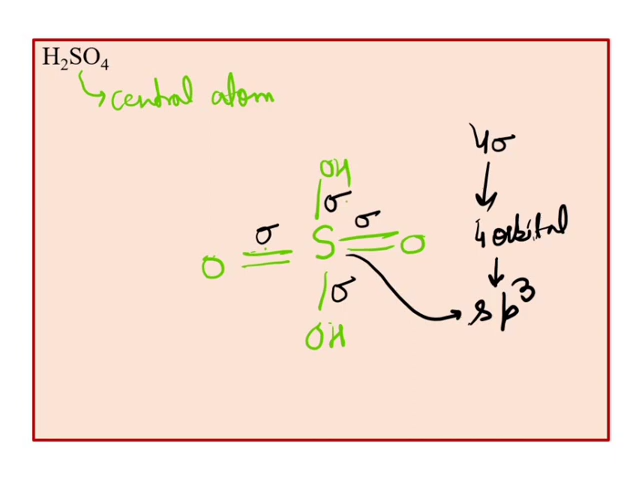 H₂SO₄
central atom
4σ
OH
σ
σ
σ
4 orbital
O = S = O
σ
sp³
OH